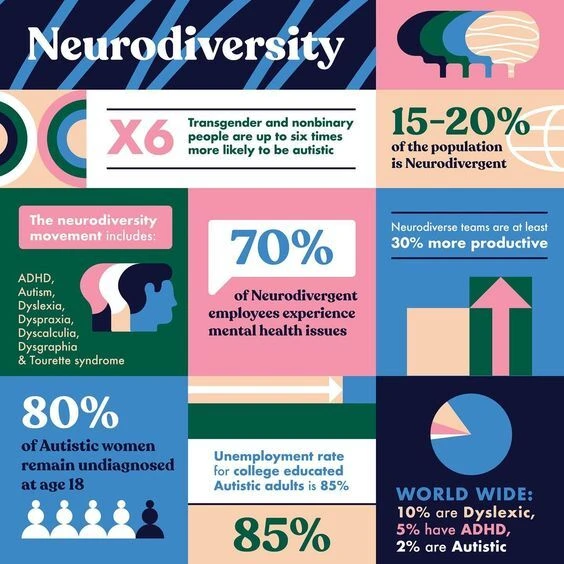 Neurodiversity
X6
Transgender and nonbinary
people are up to six times
more likely to be autistic
15-20%
of the population
is Neurodivergent
The neurodiversity
movement includes:
ADHD,
Autism,
Dyslexia,
Dyspraxia,
Dyscalculia,
Dysgraphia
& Tourette syndrome
70%
of Neurodivergent
employees experience
mental health issues
Neurodiverse teams are at least
30% more productive
80%
of Autistic women
remain undiagnosed
at age 18
Unemployment rate
for college educated
Autistic adults is 85%
85%
WORLD WIDE:
10% are Dyslexic,
5% have ADHD,
2% are Autistic